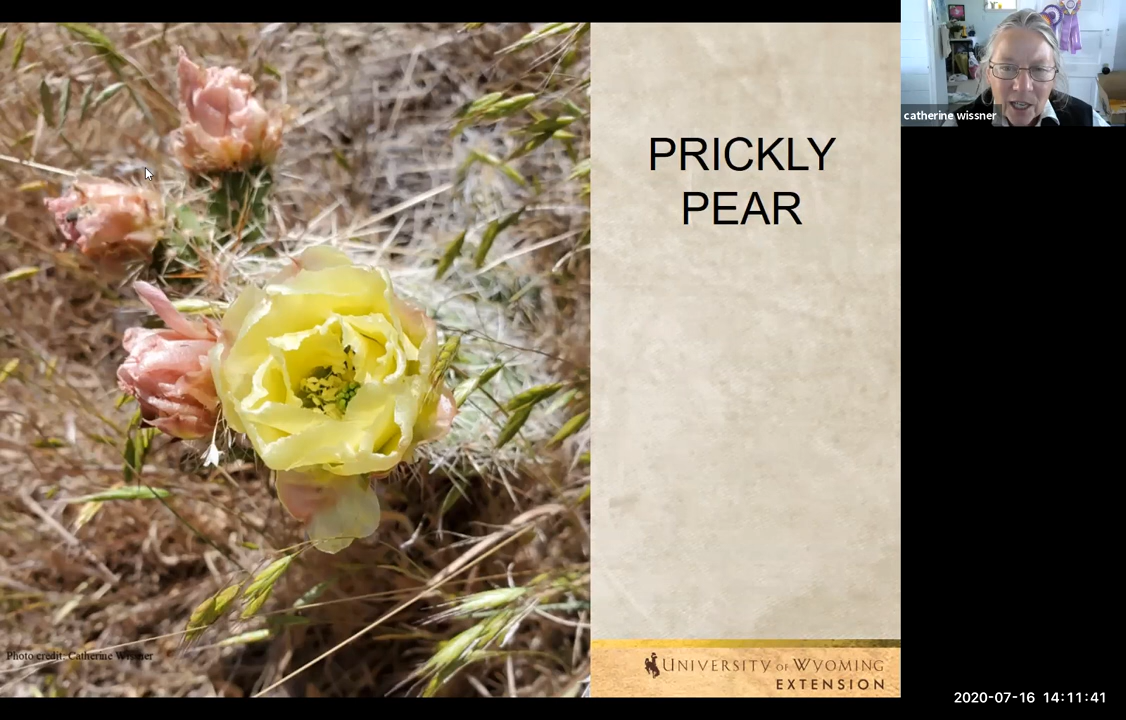 PRICKLY
PEAR
catherine wissner
Photo credit: Catherine Wissner
UNIVERSITY OF WYOMING
EXTENSION
2020-07-16 14:11:41